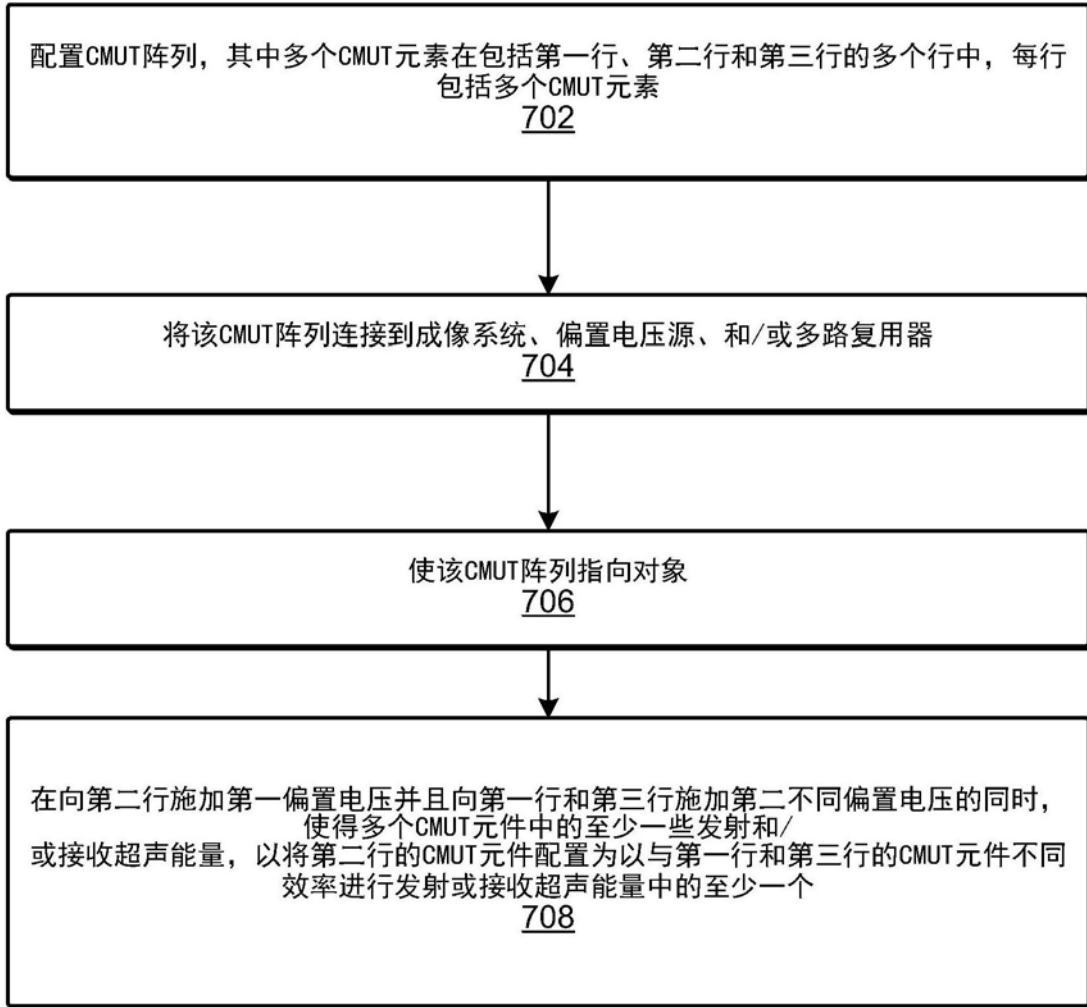 配置CMUT阵列，其中多个CMUT元素在包括第一行、第二行和第三行的多个行中，每行
包括多个CMUT元素
702
将该CMUT阵列连接到成像系统、偏置电压源、和/或多路复用器
704
使该CMUT阵列指向对象
706
在向第二行施加第一偏置电压并且向第一行和第三行施加第二不同偏置电压的同时，
使得多个CMUT元件中的至少一些发射和/
或接收超声能量，以将第二行的CMUT元件配置为以与第一行和第三行的CMUT元件不同
效率进行发射或接收超声能量中的至少一个
708